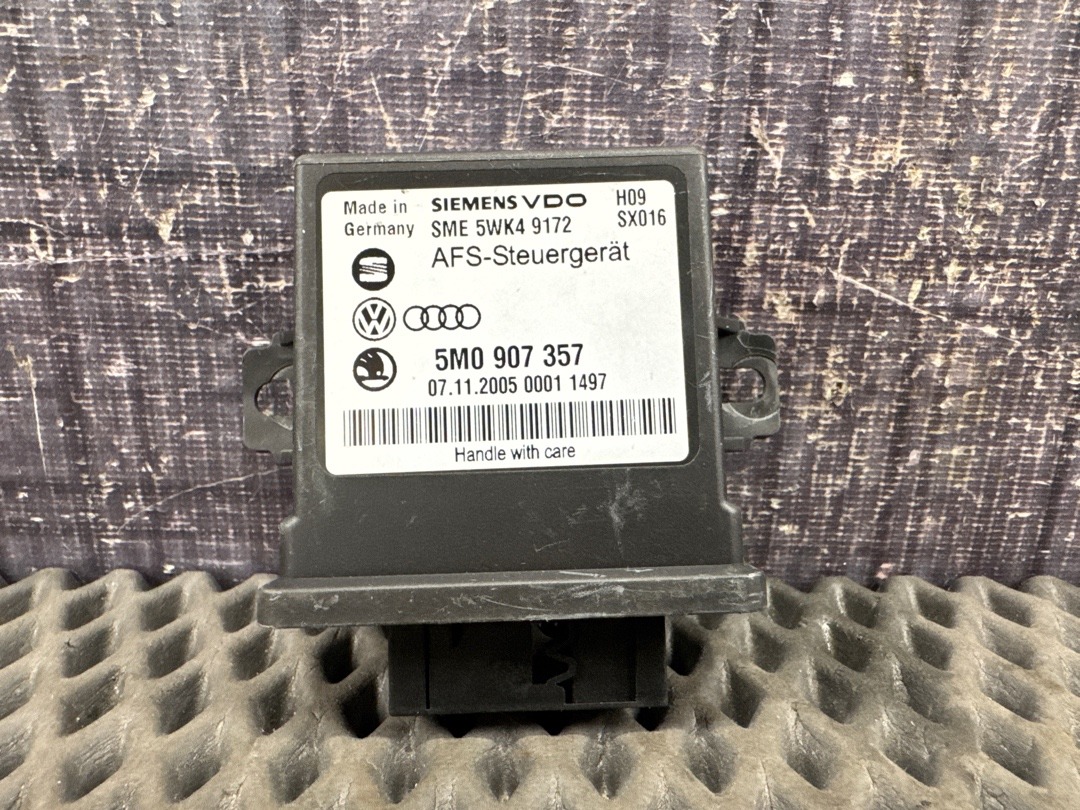 Made in SIEMENS VDO H09
Germany SME 5WK4 9172 SX016
AFS-Steuergerät
5M0 907 357
07.11.2005 0001 1497
Handle with care